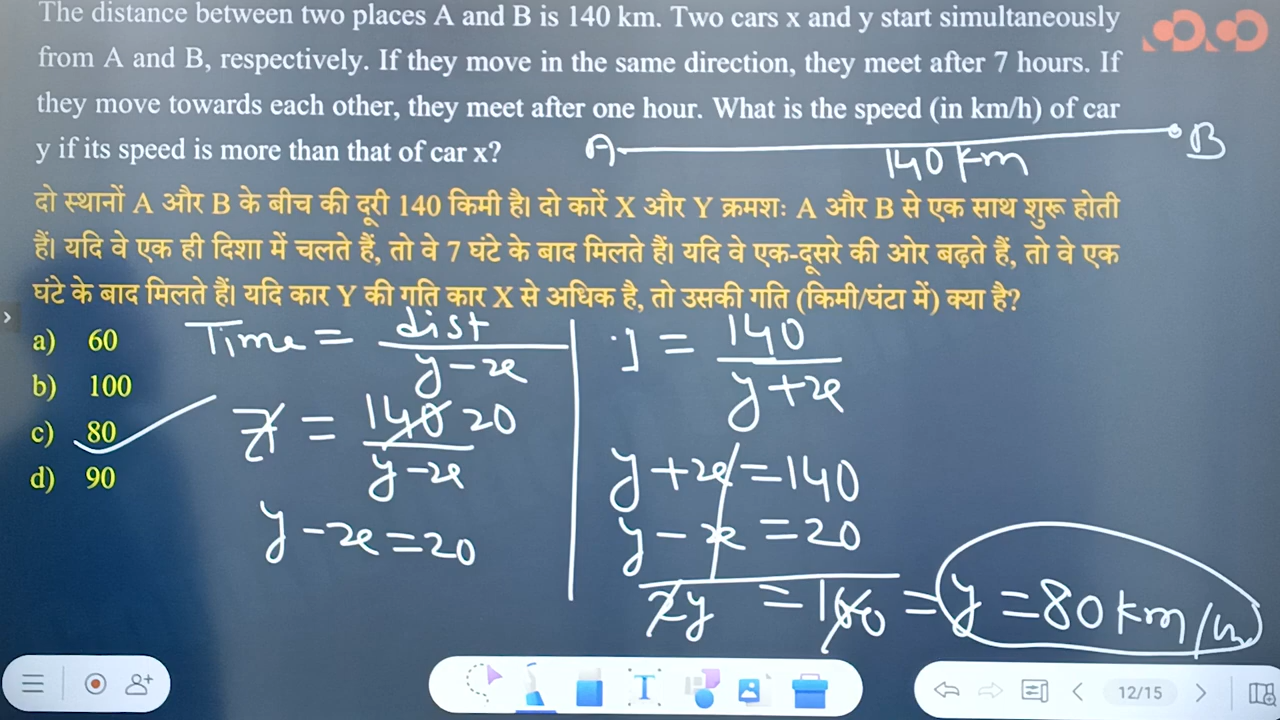 The distance between two places A and B is 140 km. Two cars x and y start simultaneously
from A and B, respectively. If they move in the same direction, they meet after 7 hours. If
they move towards each other, they meet after one hour. What is the speed (in km/h) of car
y if its speed is more than that of car x?
A B
140 km
दो स्थानों A और B के बीच की दूरी 140 किमी है। दो कारें X और Y क्रमशः A और B से एक साथ शुरू होती
हैं। यदि वे एक ही दिशा में चलते हैं, तो वे 7 घंटे के बाद मिलते हैं। यदि वे एक-दूसरे की ओर बढ़ते हैं, तो वे एक
घंटे के बाद मिलते हैं। यदि कार Y की गति कार X से अधिक है, तो उसकी गति (किमी/घंटा में) क्या है?
a) 60
b) 100
c) 80
d) 90
Time = dist
y-x
7 = 140 20
y-x
y-x=20
1 = 140
y+x
y+x=140
y-x=20
2y = 160 = y = 80 km/
T
12/15